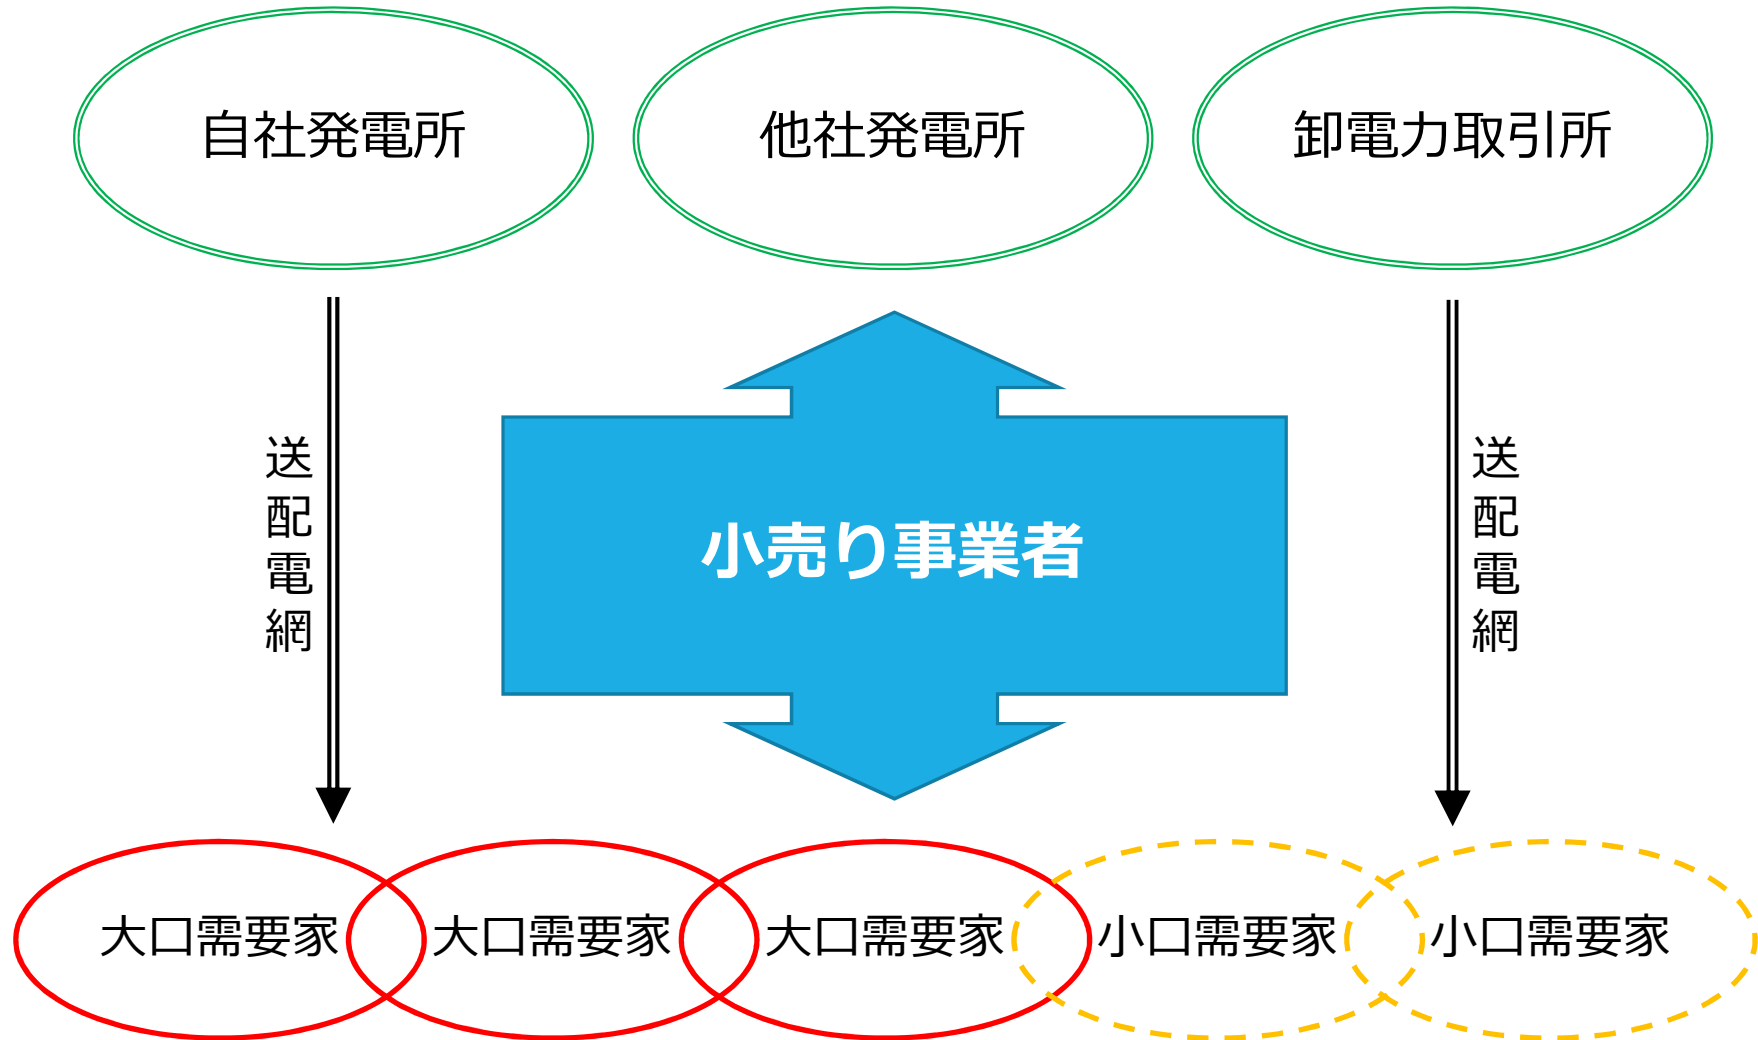 自社発電所
他社発電所
卸電力取引所
送配電網
小売り事業者
送配電網
大口需要家
大口需要家
大口需要家
小口需要家
小口需要家